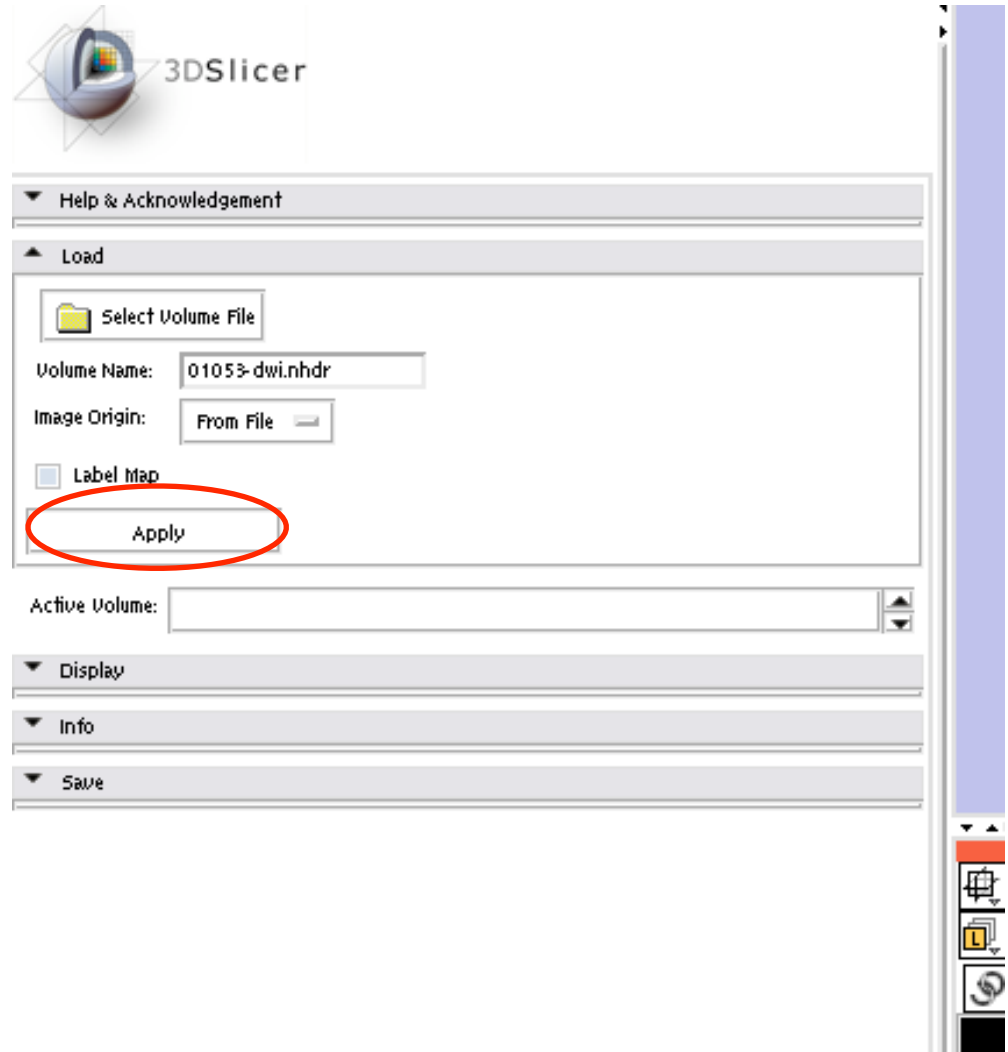 3DSlicer
Help & Acknowledgement
Load
Select Volume File
Volume Name: 01053-dwi.nhdr
Image Origin: From File
Label Map
Apply
Active Volume:
Display
Info
Save
L